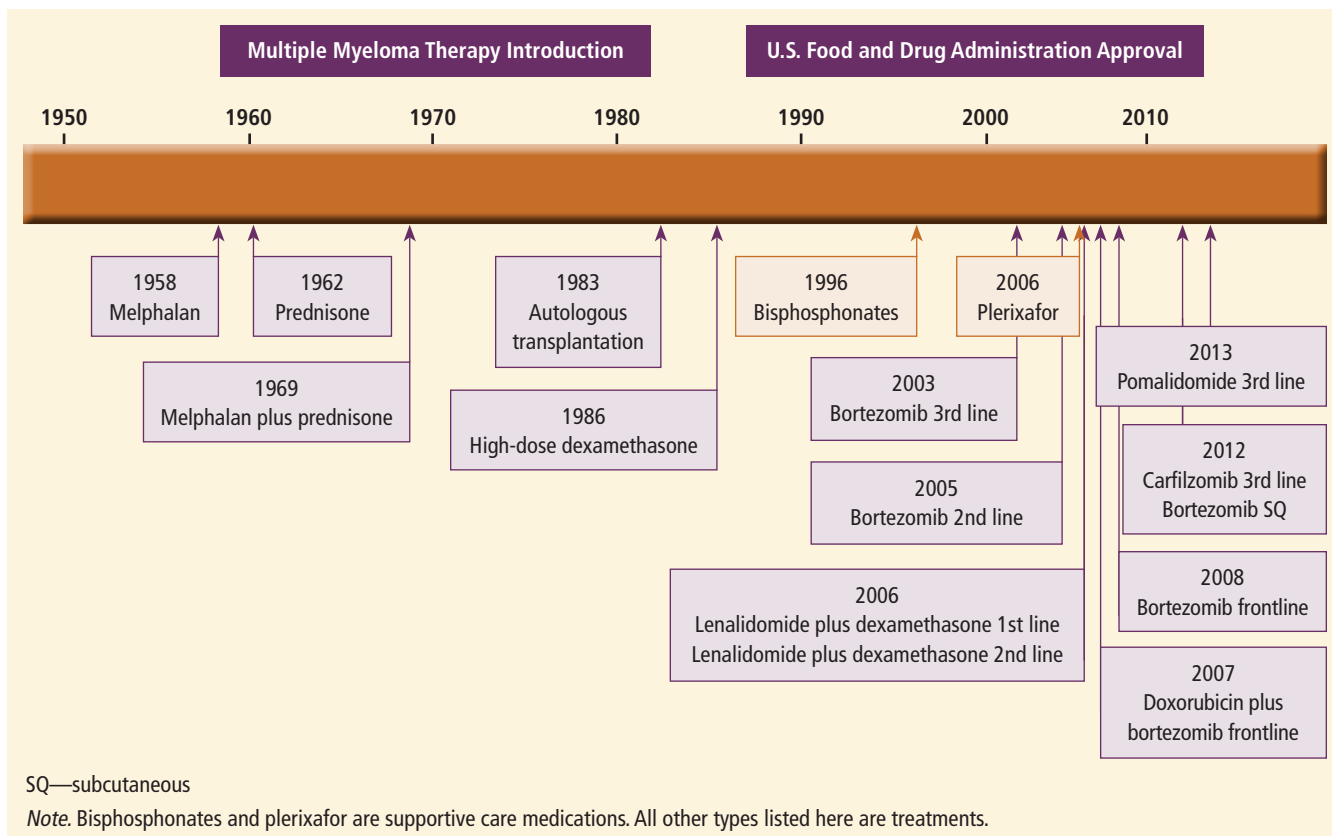 Multiple Myeloma Therapy Introduction
U.S. Food and Drug Administration Approval
1950
1960
1970
1980
1990
2000
2010
1958
Melphalan
1962
Prednisone
1969
Melphalan plus prednisone
1983
Autologous
transplantation
1986
High-dose dexamethasone
1996
Bisphosphonates
2006
Plerixafor
2003
Bortezomib 3rd line
2005
Bortezomib 2nd line
2006
Lenalidomide plus dexamethasone 1st line
Lenalidomide plus dexamethasone 2nd line
2013
Pomalidomide 3rd line
2012
Carfilzomib 3rd line
Bortezomib SQ
2008
Bortezomib frontline
2007
Doxorubicin plus
bortezomib frontline
SQ—subcutaneous
Note. Bisphosphonates and plerixafor are supportive care medications. All other types listed here are treatments.